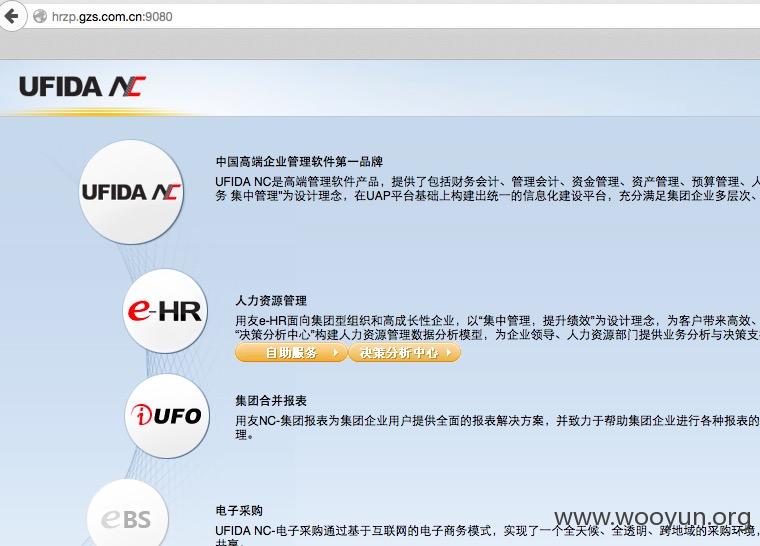 hrzp.gzs.com.cn:9080
UFIDA NC
中国高端企业管理软件第一品牌
UFIDA NC是高端管理软件产品，提供了包括财务会计、管理会计、资金管理、资产管理、预算管理、人
UFIDA NC
务 集中管理”为设计理念，在UAP平台基础上构建出统一的信息化建设平台，充分满足集团企业多层次、
人力资源管理
e-HR
用友e-HR面向集团型组织和高成长性企业，以“集中管理，提升绩效”为设计理念，为客户带来高效、
“决策分析中心”构建人力资源管理数据分析模型，为企业领导、人力资源部门提供业务分析与决策支
自助服务 决策分析中心
集团合并报表
iUFO
用友NC-集团报表为集团企业用户提供全面的报表解决方案，并致力于帮助集团企业进行各种报表的
理。
电子采购
eBS
UFIDA NC-电子采购通过基于互联网的电子商务模式，实现了一个全天候、全透明、跨地域的采购环境，
共享。
www.wooyun.org